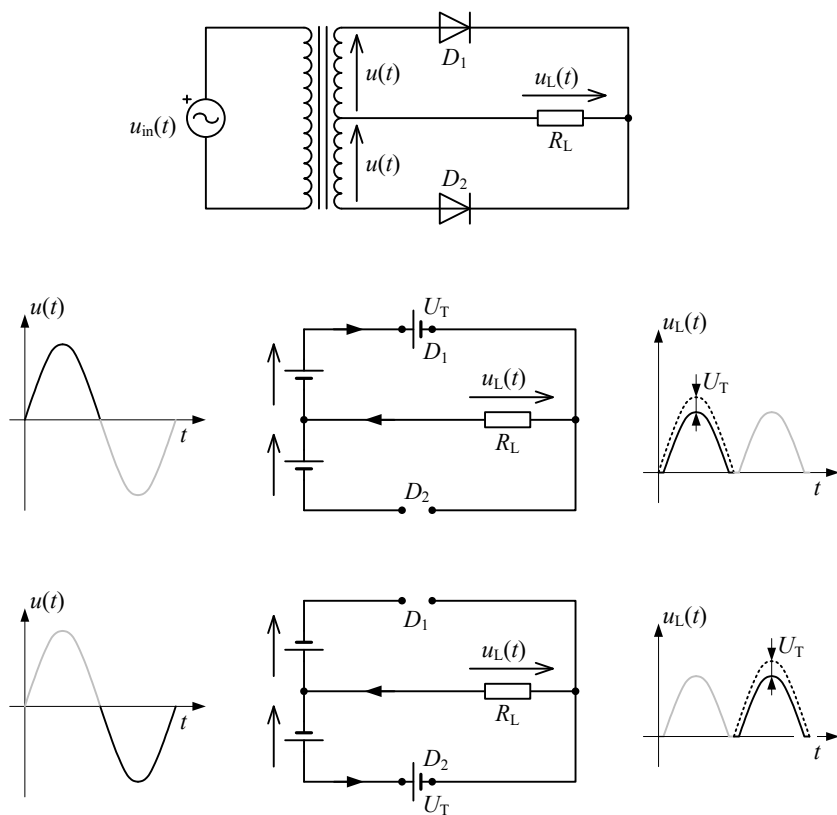 D1
u(t)
uL(t)
+
uin(t)
RL
u(t)
D2
u(t)
t
UT
D1
uL(t)
RL
D2
uL(t)
UT
t
u(t)
t
D1
uL(t)
RL
D2
UT
uL(t)
UT
t